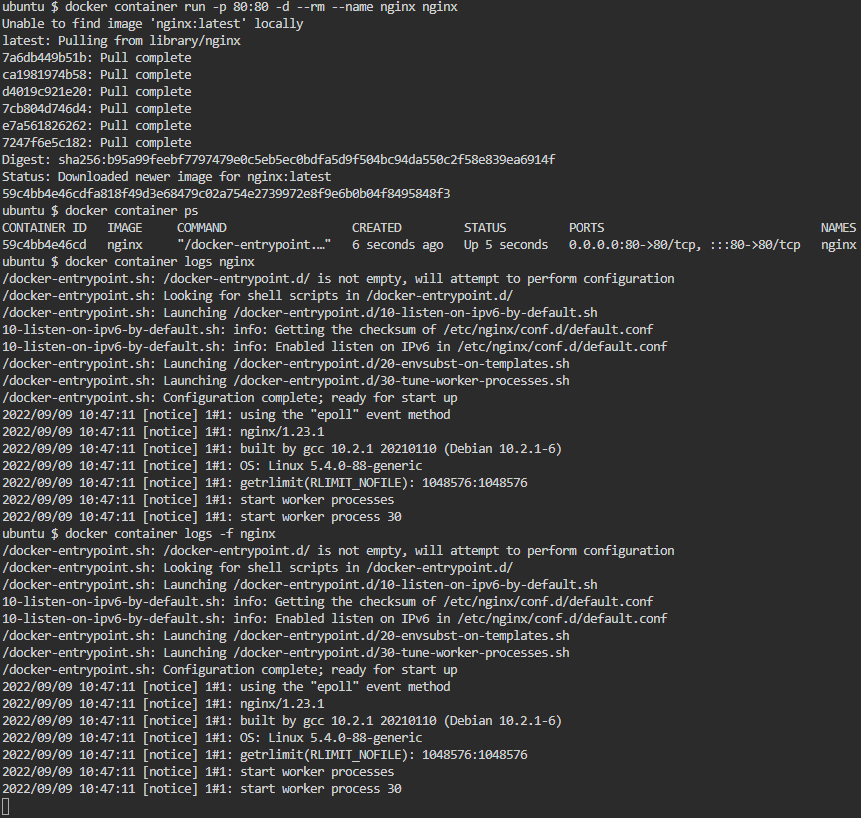 ubuntu $ docker container run -p 80:80 -d --rm --name nginx nginx
Unable to find image 'nginx:latest' locally
latest: Pulling from library/nginx
7a6db449b51b: Pull complete
ca1981974b58: Pull complete
d4019c921e20: Pull complete
7cb804d746d4: Pull complete
e7a561826262: Pull complete
7247f6e5c182: Pull complete
Digest: sha256:b95a99feebf7797479e0c5eb5ec0bdfa5d9f504bc94da550c2f58e839ea6914f
Status: Downloaded newer image for nginx:latest
59c4bb4e46cdfa818f49d3e68479c02a754e2739972e8f9e6b0b04f8495848f3
ubuntu $ docker container ps
CONTAINER ID   IMAGE     COMMAND                  CREATED         STATUS         PORTS                               NAMES
59c4bb4e46cd   nginx     "/docker-entrypoint.…"   6 seconds ago   Up 5 seconds   0.0.0.0:80->80/tcp, :::80->80/tcp   nginx
ubuntu $ docker container logs nginx
/docker-entrypoint.sh: /docker-entrypoint.d/ is not empty, will attempt to perform configuration
/docker-entrypoint.sh: Looking for shell scripts in /docker-entrypoint.d/
/docker-entrypoint.sh: Launching /docker-entrypoint.d/10-listen-on-ipv6-by-default.sh
10-listen-on-ipv6-by-default.sh: info: Getting the checksum of /etc/nginx/conf.d/default.conf
10-listen-on-ipv6-by-default.sh: info: Enabled listen on IPv6 in /etc/nginx/conf.d/default.conf
/docker-entrypoint.sh: Launching /docker-entrypoint.d/20-envsubst-on-templates.sh
/docker-entrypoint.sh: Launching /docker-entrypoint.d/30-tune-worker-processes.sh
/docker-entrypoint.sh: Configuration complete; ready for start up
2022/09/09 10:47:11 [notice] 1#1: using the "epoll" event method
2022/09/09 10:47:11 [notice] 1#1: nginx/1.23.1
2022/09/09 10:47:11 [notice] 1#1: built by gcc 10.2.1 20210110 (Debian 10.2.1-6)
2022/09/09 10:47:11 [notice] 1#1: OS: Linux 5.4.0-88-generic
2022/09/09 10:47:11 [notice] 1#1: getrlimit(RLIMIT_NOFILE): 1048576:1048576
2022/09/09 10:47:11 [notice] 1#1: start worker processes
2022/09/09 10:47:11 [notice] 1#1: start worker process 30
ubuntu $ docker container logs -f nginx
/docker-entrypoint.sh: /docker-entrypoint.d/ is not empty, will attempt to perform configuration
/docker-entrypoint.sh: Looking for shell scripts in /docker-entrypoint.d/
/docker-entrypoint.sh: Launching /docker-entrypoint.d/10-listen-on-ipv6-by-default.sh
10-listen-on-ipv6-by-default.sh: info: Getting the checksum of /etc/nginx/conf.d/default.conf
10-listen-on-ipv6-by-default.sh: info: Enabled listen on IPv6 in /etc/nginx/conf.d/default.conf
/docker-entrypoint.sh: Launching /docker-entrypoint.d/20-envsubst-on-templates.sh
/docker-entrypoint.sh: Launching /docker-entrypoint.d/30-tune-worker-processes.sh
/docker-entrypoint.sh: Configuration complete; ready for start up
2022/09/09 10:47:11 [notice] 1#1: using the "epoll" event method
2022/09/09 10:47:11 [notice] 1#1: nginx/1.23.1
2022/09/09 10:47:11 [notice] 1#1: built by gcc 10.2.1 20210110 (Debian 10.2.1-6)
2022/09/09 10:47:11 [notice] 1#1: OS: Linux 5.4.0-88-generic
2022/09/09 10:47:11 [notice] 1#1: getrlimit(RLIMIT_NOFILE): 1048576:1048576
2022/09/09 10:47:11 [notice] 1#1: start worker processes
2022/09/09 10:47:11 [notice] 1#1: start worker process 30